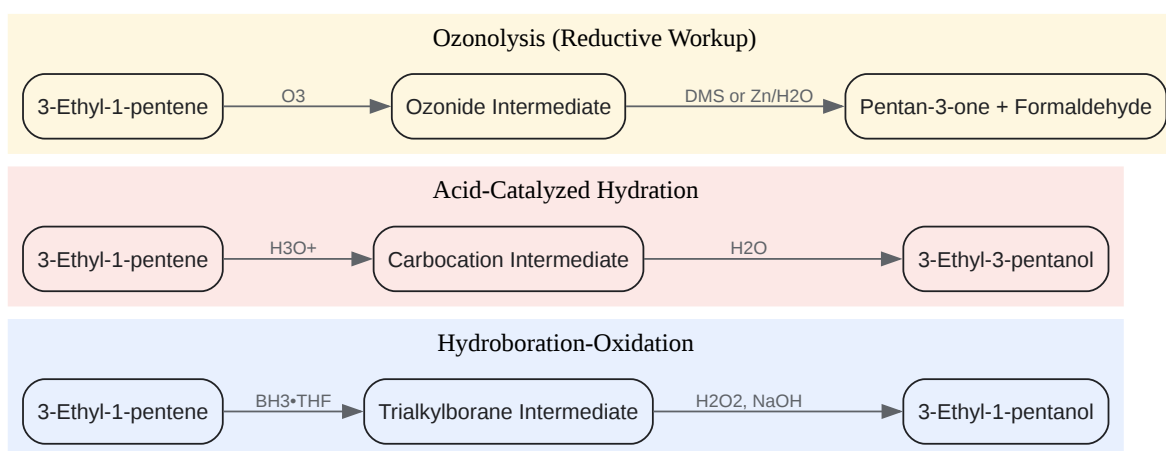 Ozonolysis (Reductive Workup)
3-Ethyl-1-pentene
O3
Ozonide Intermediate
DMS or Zn/H2O
Pentan-3-one + Formaldehyde
Acid-Catalyzed Hydration
3-Ethyl-1-pentene
H3O+
Carbocation Intermediate
H2O
3-Ethyl-3-pentanol
Hydroboration-Oxidation
3-Ethyl-1-pentene
BH3•THF
Trialkylborane Intermediate
H2O2, NaOH
3-Ethyl-1-pentanol